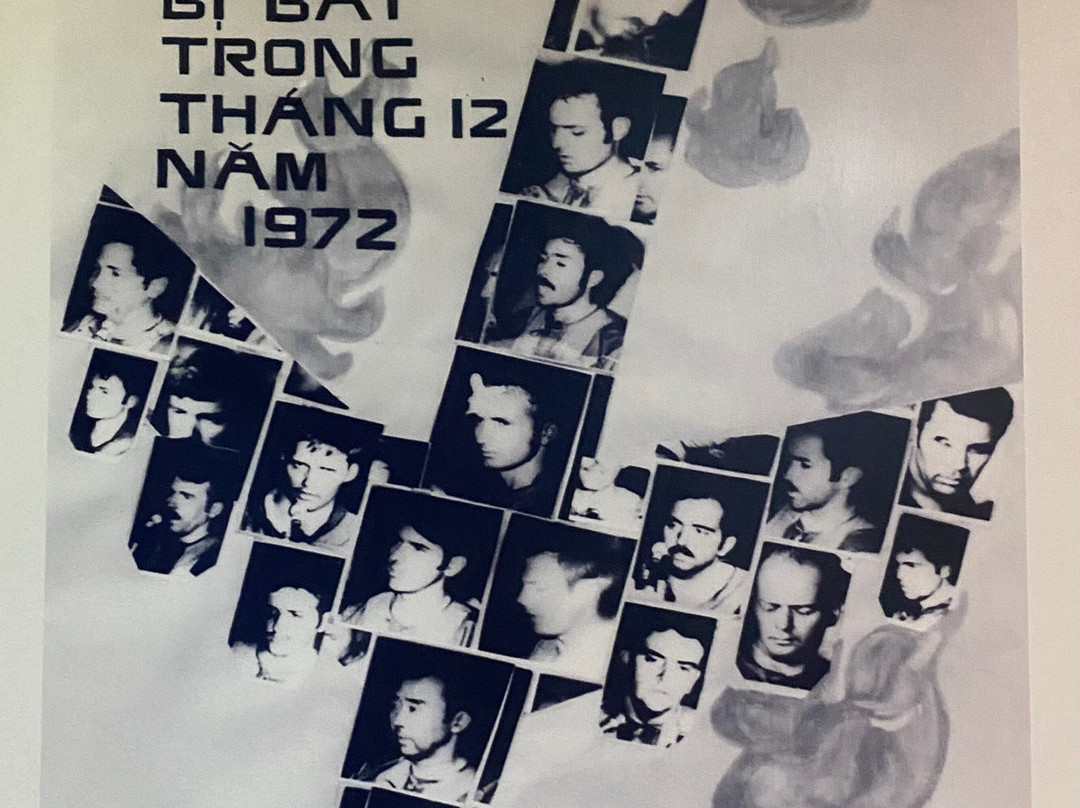 BỊ BẮT
TRONG
THÁNG 12
NĂM
1972